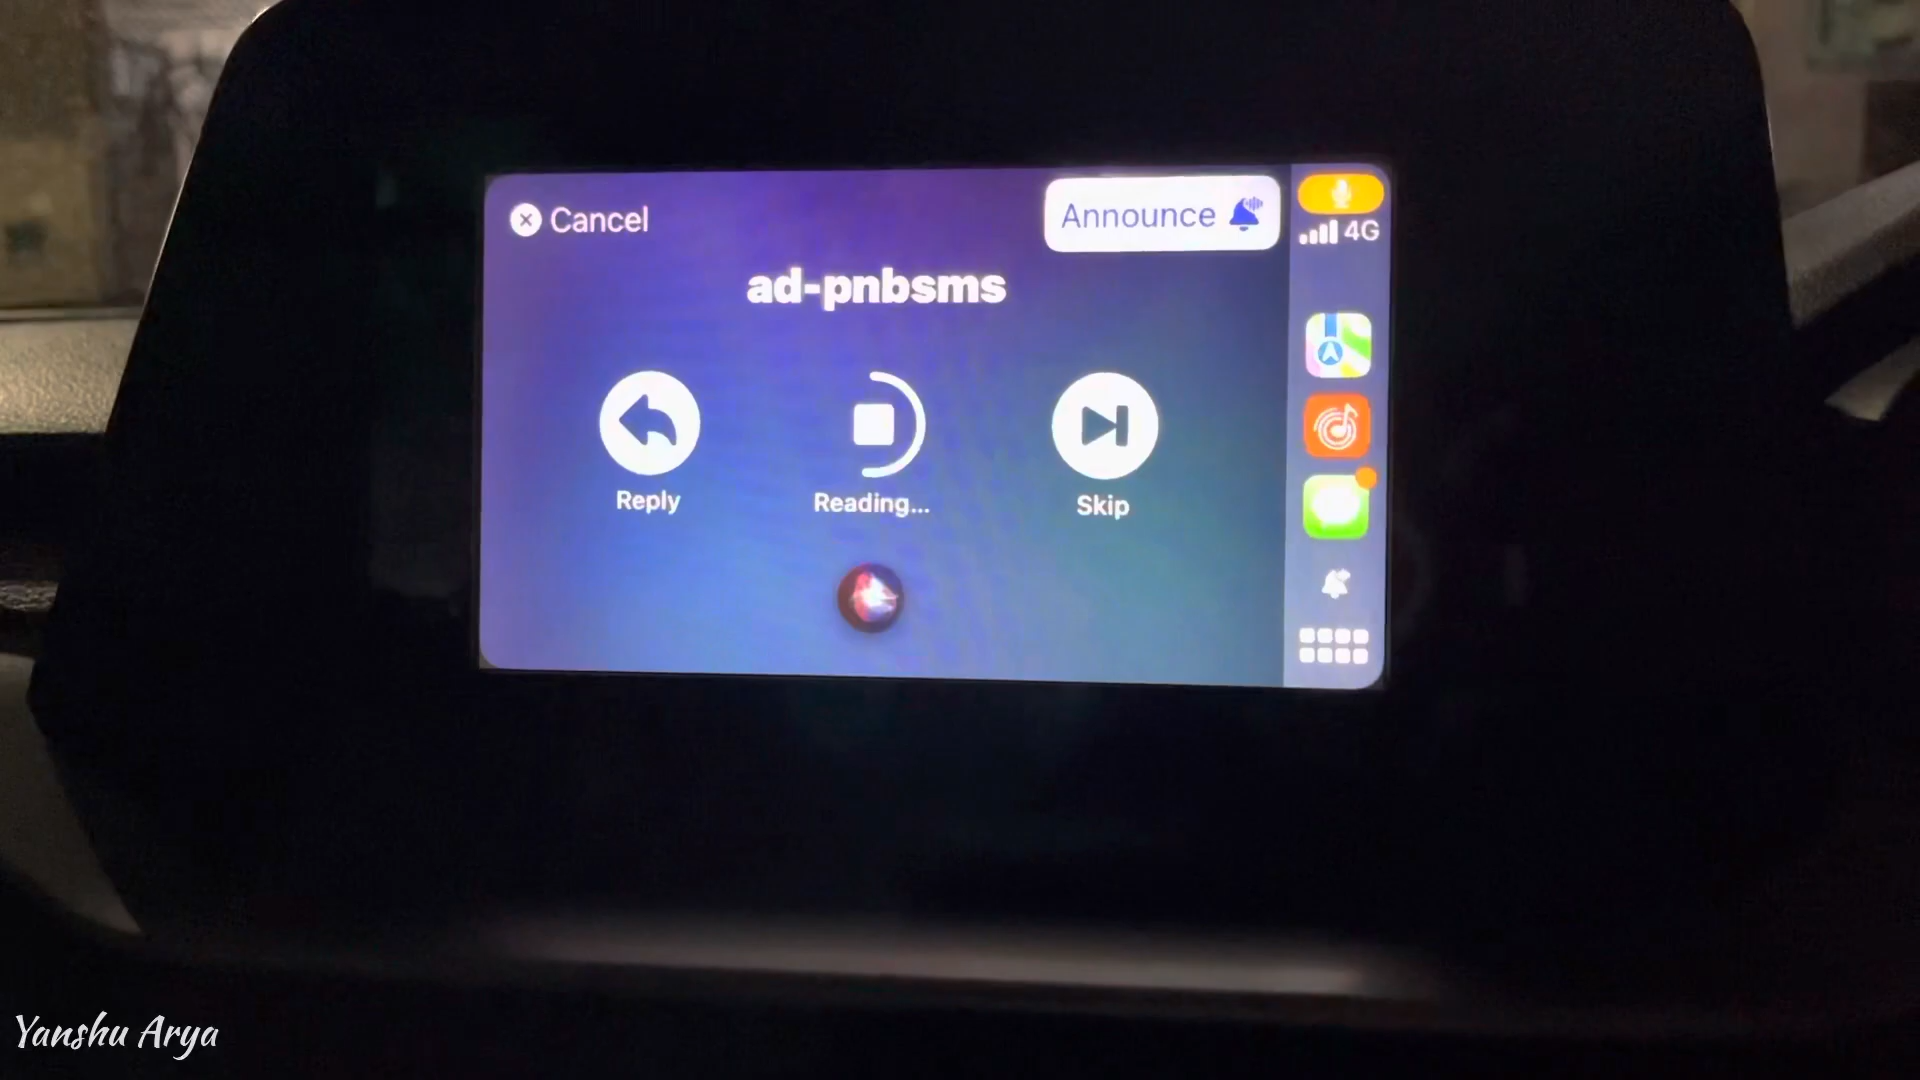 Cancel
Announce
4G
ad-pnbsms
Reply
Reading...
Skip
Yanshu Arya